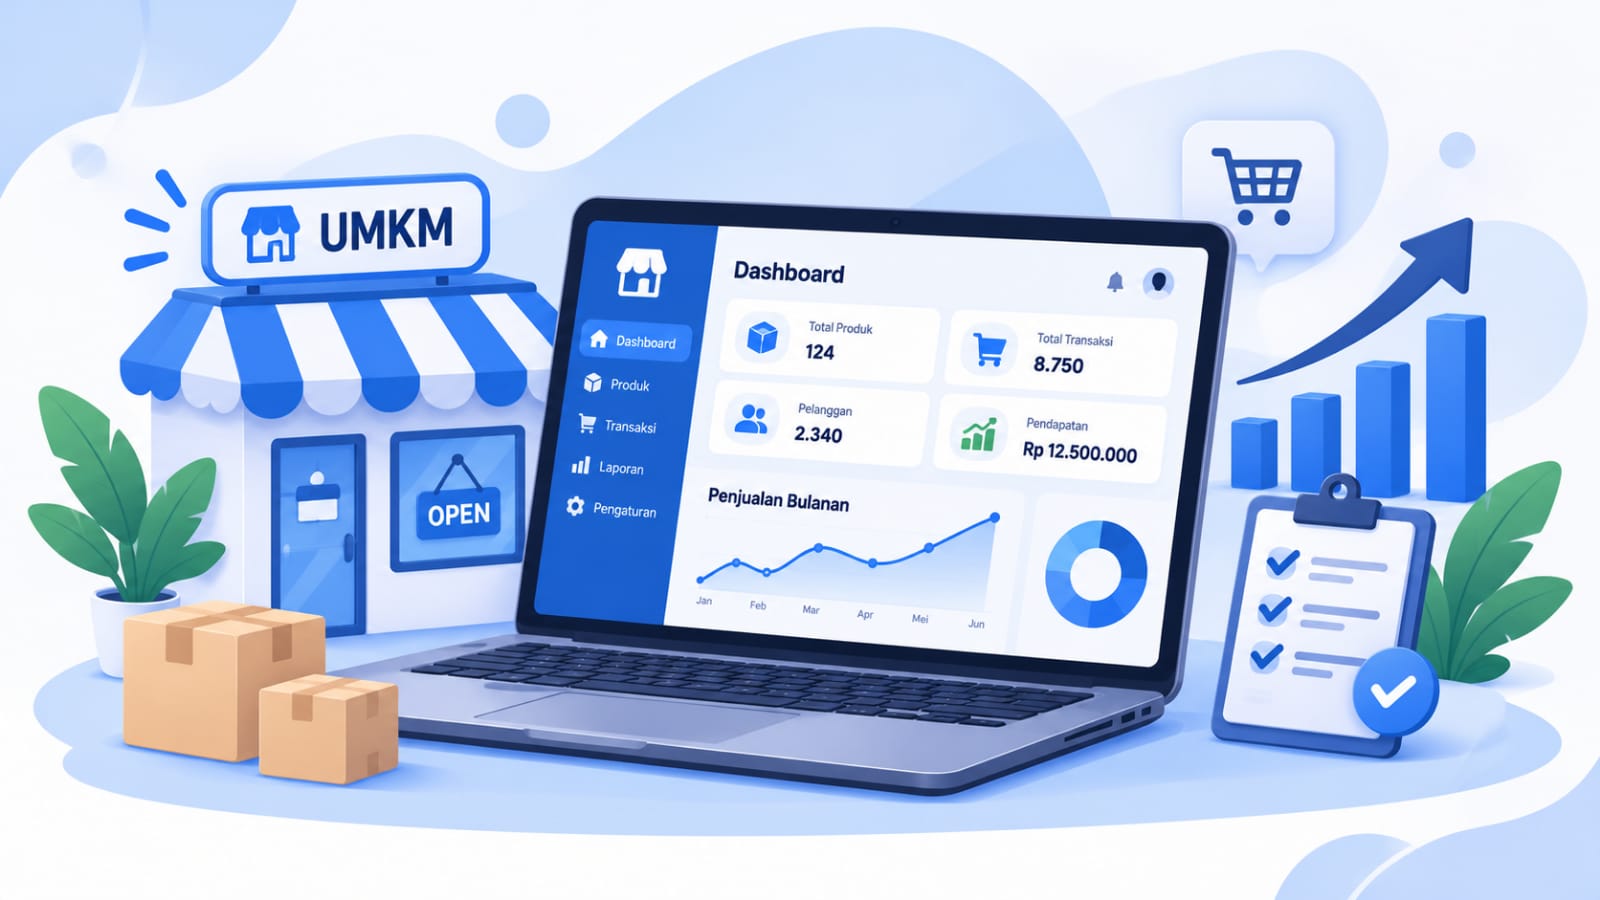 UMKM
OPEN
Dashboard
Produk
Transaksi
Laporan
Pengaturan
Dashboard
Total Produk
124
Total Transaksi
8.750
Pelanggan
2.340
Pendapatan
Rp 12.500.000
Penjualan Bulanan
Jan Feb Mar Apr Mei Jun